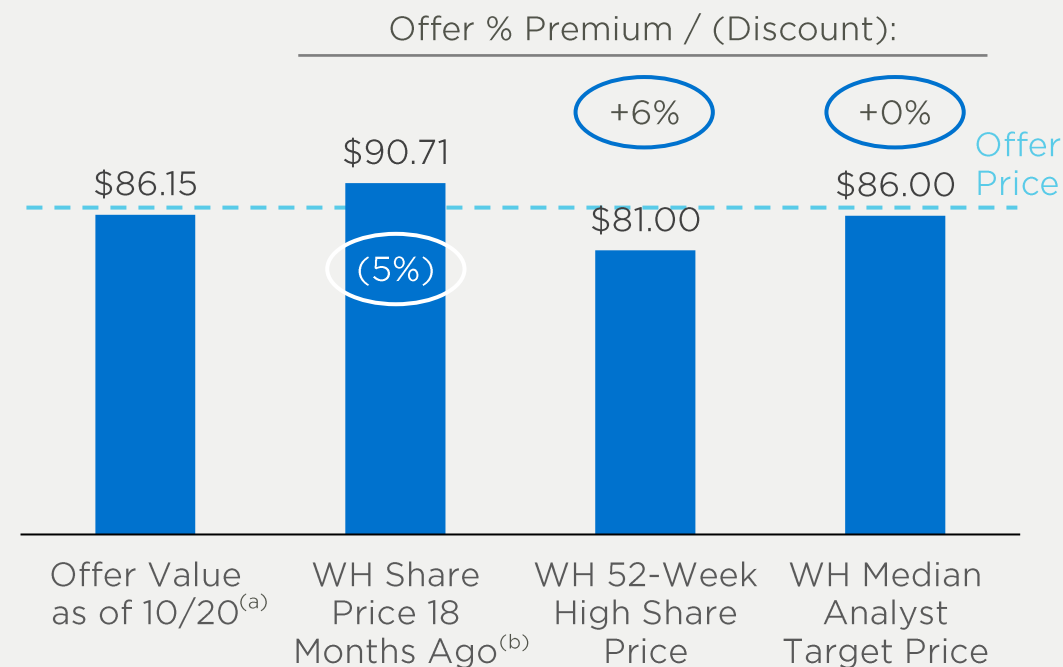 Offer % Premium / (Discount):
+6%
+0%
Offer
Price
$86.15
$90.71
$81.00
$86.00
(5%)
Offer Value
as of 10/20(a)
WH Share
Price 18
Months Ago(b)
WH 52-Week
High Share
Price
WH Median
Analyst
Target Price